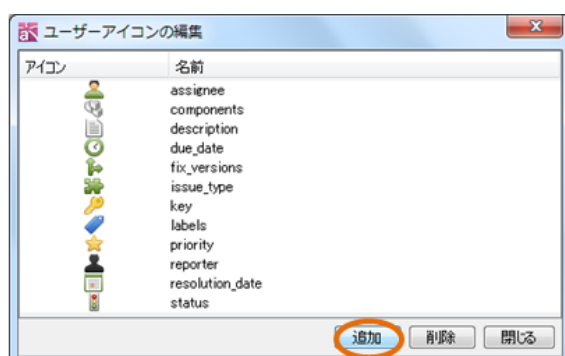 ユーザーアイコンの編集
アイコン 名前
assignee
components
description
due_date
fix_versions
issue_type
key
labels
priority
reporter
resolution_date
status
追加 削除 閉じる